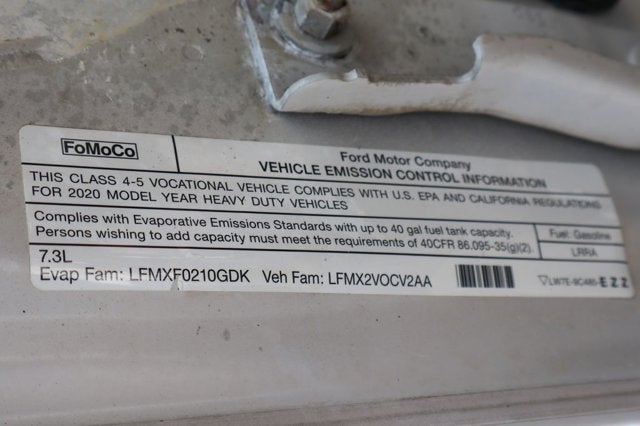 FoMoCo
Ford Motor Company
VEHICLE EMISSION CONTROL INFORMATION
THIS CLASS 4-5 VOCATIONAL VEHICLE COMPLIES WITH U.S. EPA AND CALIFORNIA REGULATIONS
FOR 2020 MODEL YEAR HEAVY DUTY VEHICLES
Complies with Evaporative Emissions Standards with up to 40 gal fuel tank capacity.
Persons wishing to add capacity must meet the requirements of 40CFR 86.095-35(g)(2).
Fuel: Gasoline
LRRA
7.3L
Evap Fam: LFMXF0210GDK Veh Fam: LFMX2VOCV2AA
LW7E-9C485-EZZ